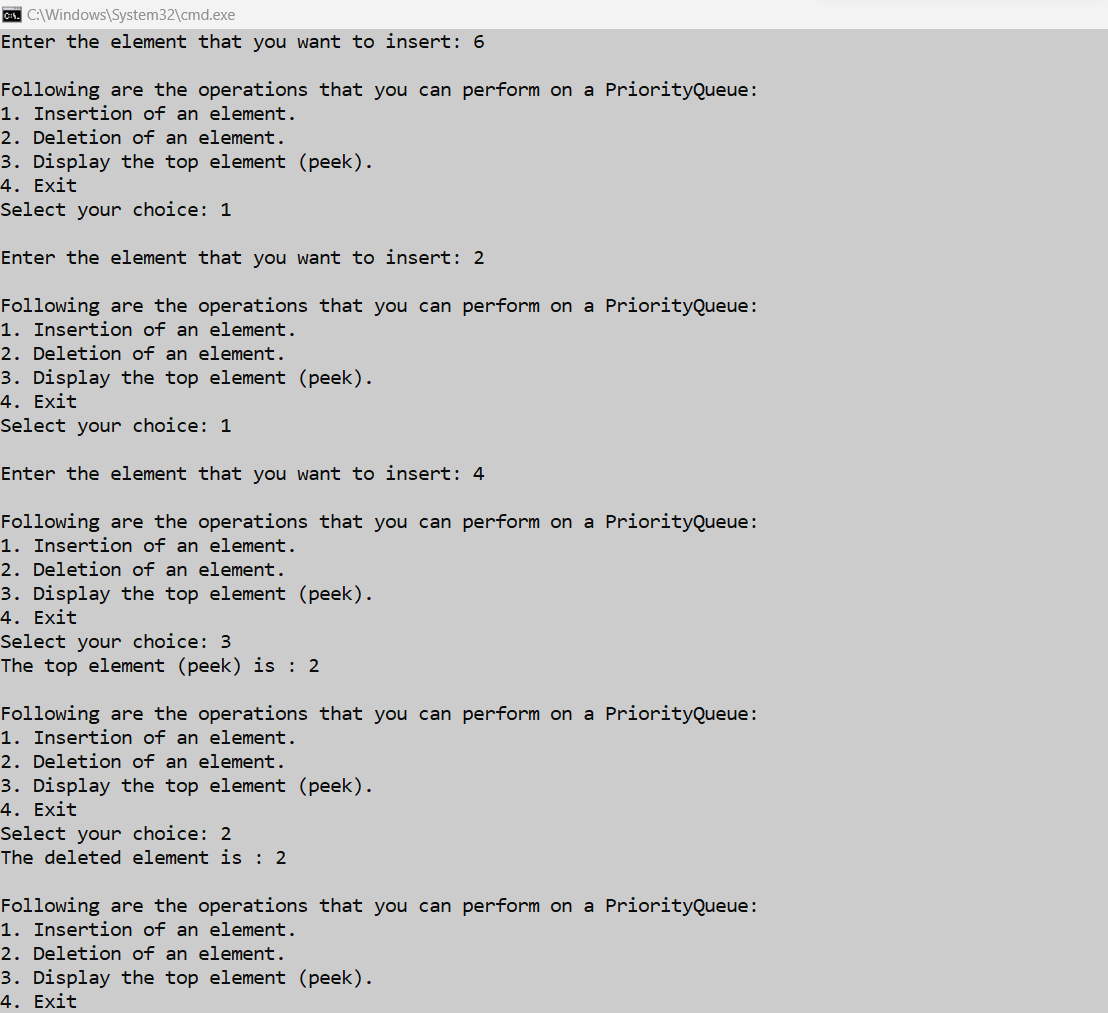 C:\Windows\System32\cmd.exe
Enter the element that you want to insert: 6
Following are the operations that you can perform on a PriorityQueue:
1. Insertion of an element.
2. Deletion of an element.
3. Display the top element (peek).
4. Exit
Select your choice: 1
Enter the element that you want to insert: 2
Following are the operations that you can perform on a PriorityQueue:
1. Insertion of an element.
2. Deletion of an element.
3. Display the top element (peek).
4. Exit
Select your choice: 1
Enter the element that you want to insert: 4
Following are the operations that you can perform on a PriorityQueue:
1. Insertion of an element.
2. Deletion of an element.
3. Display the top element (peek).
4. Exit
Select your choice: 3
The top element (peek) is : 2
Following are the operations that you can perform on a PriorityQueue:
1. Insertion of an element.
2. Deletion of an element.
3. Display the top element (peek).
4. Exit
Select your choice: 2
The deleted element is : 2
Following are the operations that you can perform on a PriorityQueue:
1. Insertion of an element.
2. Deletion of an element.
3. Display the top element (peek).
4. Exit